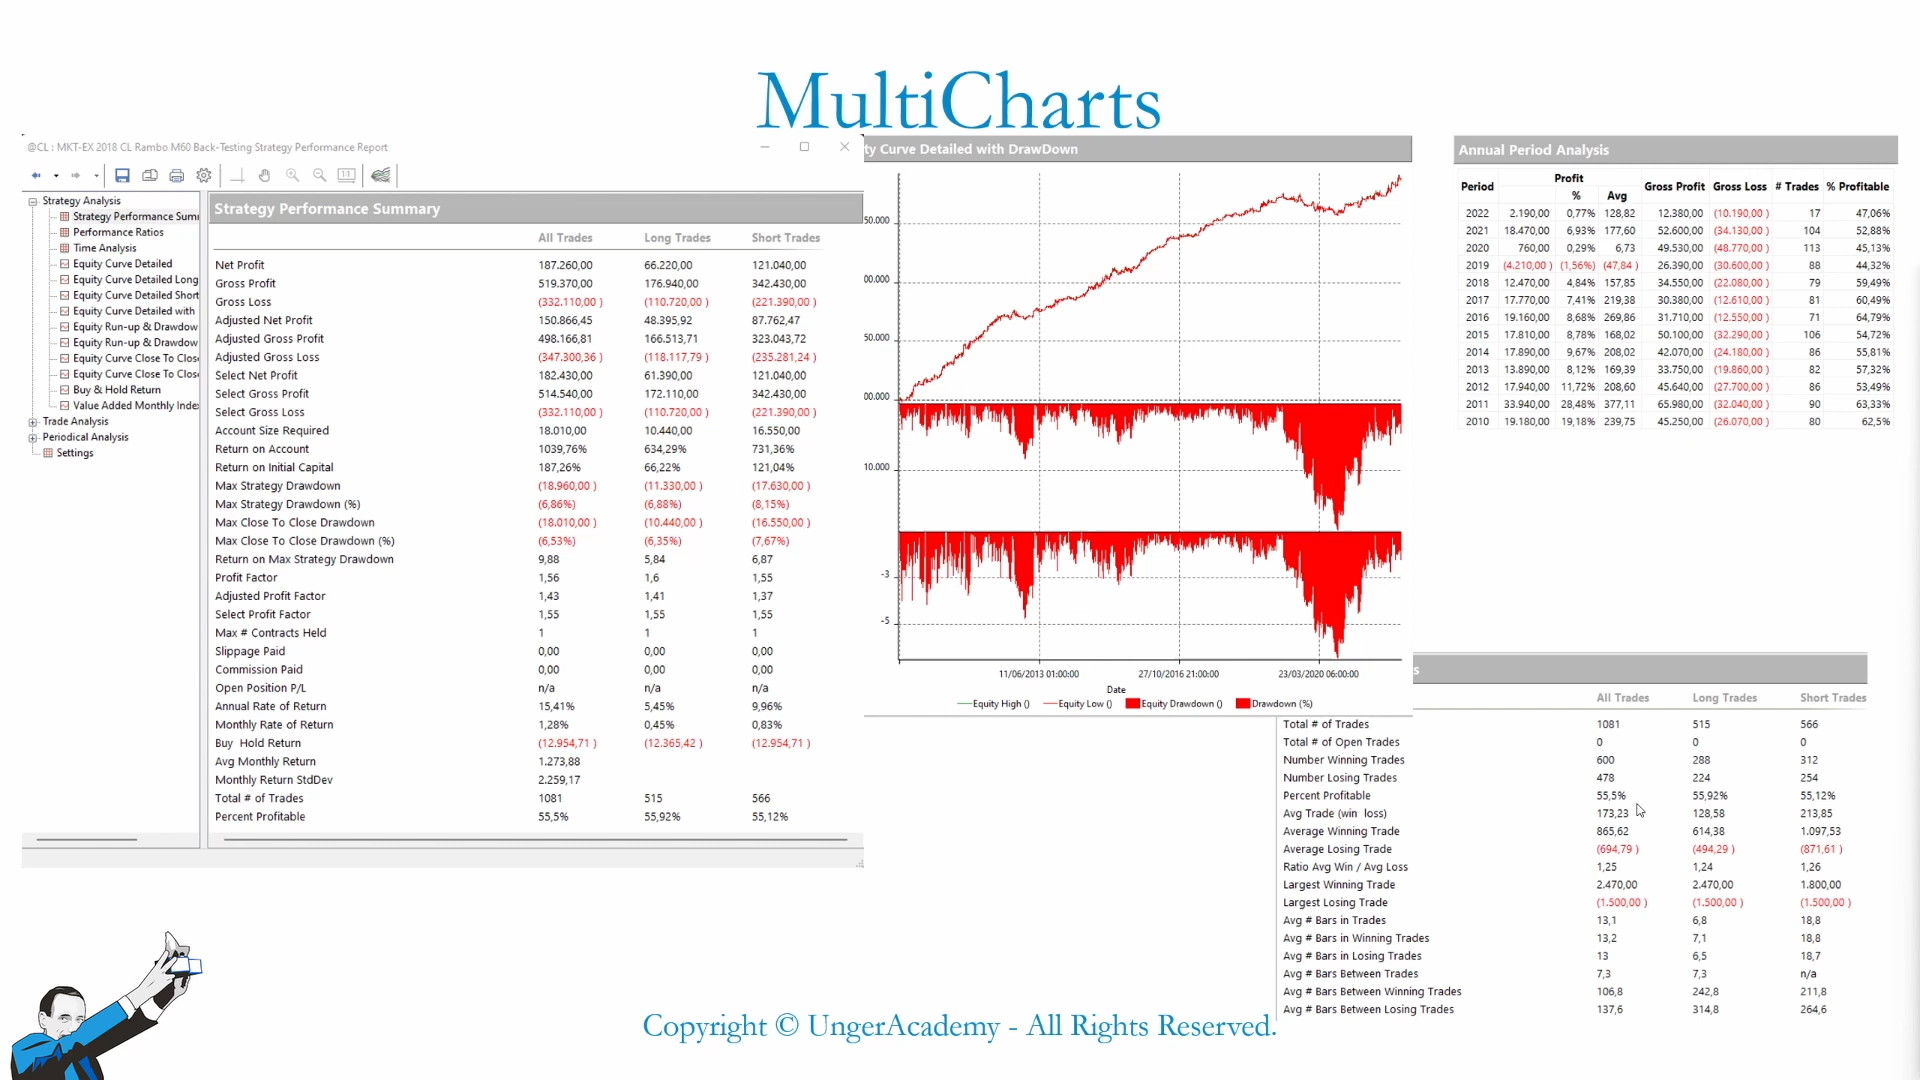 MultiCharts
@CL : MKT-EX 2018 CL Rambo M60 Back-Testing Strategy Performance Report
Strategy Analysis
Strategy Performance Sum
Performance Ratios
Time Analysis
Equity Curve Detailed
Equity Curve Detailed Long
Equity Curve Detailed Short
Equity Curve Detailed with
Equity Run-up & Drawdow
Equity Run-up & Drawdow
Equity Curve Close To Clos
Equity Curve Close To Clos
Buy & Hold Return
Value Added Monthly Inde
Trade Analysis
Periodical Analysis
Settings
Strategy Performance Summary
All Trades Long Trades Short Trades
Net Profit 187.260,00 66.220,00 121.040,00
Gross Profit 519.370,00 176.940,00 342.430,00
Gross Loss (332.110,00 ) (110.720,00 ) (221.390,00 )
Adjusted Net Profit 150.866,45 48.395,92 87.762,47
Adjusted Gross Profit 498.166,81 166.513,71 323.043,72
Adjusted Gross Loss (347.300,36 ) (118.117,79 ) (235.281,24 )
Select Net Profit 182.430,00 61.390,00 121.040,00
Select Gross Profit 514.540,00 172.110,00 342.430,00
Select Gross Loss (332.110,00 ) (110.720,00 ) (221.390,00 )
Account Size Required 18.010,00 10.440,00 16.550,00
Return on Account 1039,76% 634,29% 731,36%
Return on Initial Capital 187,26% 66,22% 121,04%
Max Strategy Drawdown (18.960,00 ) (11.330,00 ) (17.630,00 )
Max Strategy Drawdown (%) (6,86%) (6,88%) (8,15%)
Max Close To Close Drawdown (18.010,00 ) (10.440,00 ) (16.550,00 )
Max Close To Close Drawdown (%) (6,53%) (6,35%) (7,67%)
Return on Max Strategy Drawdown 9,88 5,84 6,87
Profit Factor 1,56 1,6 1,55
Adjusted Profit Factor 1,43 1,41 1,37
Select Profit Factor 1,55 1,55 1,55
Max # Contracts Held 1 1 1
Slippage Paid 0,00 0,00 0,00
Commission Paid 0,00 0,00 0,00
Open Position P/L n/a n/a n/a
Annual Rate of Return 15,41% 5,45% 9,96%
Monthly Rate of Return 1,28% 0,45% 0,83%
Buy Hold Return (12.954,71 ) (12.365,42 ) (12.954,71 )
Avg Monthly Return 1.273,88
Monthly Return StdDev 2.259,17
Total # of Trades 1081 515 566
Percent Profitable 55,5% 55,92% 55,12%
ty Curve Detailed with DrawDown
50.000
00.000
50.000
00.000
10.000
-3
-5
11/06/2013 01:00:00 27/10/2016 21:00:00 23/03/2020 06:00:00
Date
Equity High () Equity Low () Equity Drawdown () Drawdown (%)
Annual Period Analysis
Period Profit % Avg Gross Profit Gross Loss # Trades % Profitable
2022 2.190,00 0,77% 128,82 12.380,00 (10.190,00 ) 17 47,06%
2021 18.470,00 6,93% 177,60 52.600,00 (34.130,00 ) 104 52,88%
2020 760,00 0,29% 6,73 49.530,00 (48.770,00 ) 113 45,13%
2019 (4.210,00 ) (1,56%) (47,84 ) 26.390,00 (30.600,00 ) 88 44,32%
2018 12.470,00 4,84% 157,85 34.550,00 (22.080,00 ) 79 59,49%
2017 17.770,00 7,41% 219,38 30.380,00 (12.610,00 ) 81 60,49%
2016 19.160,00 8,68% 269,86 31.710,00 (12.550,00 ) 71 64,79%
2015 17.810,00 8,78% 168,02 50.100,00 (32.290,00 ) 106 54,72%
2014 17.890,00 9,67% 208,02 42.070,00 (24.180,00 ) 86 55,81%
2013 13.890,00 8,12% 169,39 33.750,00 (19.860,00 ) 82 57,32%
2012 17.940,00 11,72% 208,60 45.640,00 (27.700,00 ) 86 53,49%
2011 33.940,00 28,48% 377,11 65.980,00 (32.040,00 ) 90 63,33%
2010 19.180,00 19,18% 239,75 45.250,00 (26.070,00 ) 80 62,5%
s
All Trades Long Trades Short Trades
Total # of Trades 1081 515 566
Total # of Open Trades 0 0 0
Number Winning Trades 600 288 312
Number Losing Trades 478 224 254
Percent Profitable 55,5% 55,92% 55,12%
Avg Trade (win loss) 173,23 128,58 213,85
Average Winning Trade 865,62 614,38 1.097,53
Average Losing Trade (694,79 ) (494,29 ) (871,61 )
Ratio Avg Win / Avg Loss 1,25 1,24 1,26
Largest Winning Trade 2.470,00 2.470,00 1.800,00
Largest Losing Trade (1.500,00 ) (1.500,00 ) (1.500,00 )
Avg # Bars in Trades 13,1 6,8 18,8
Avg # Bars in Winning Trades 13,2 7,1 18,8
Avg # Bars in Losing Trades 13 6,5 18,7
Avg # Bars Between Trades 7,3 7,3 n/a
Avg # Bars Between Winning Trades 106,8 242,8 211,8
Avg # Bars Between Losing Trades 137,6 314,8 264,6
Copyright © UngerAcademy - All Rights Reserved.